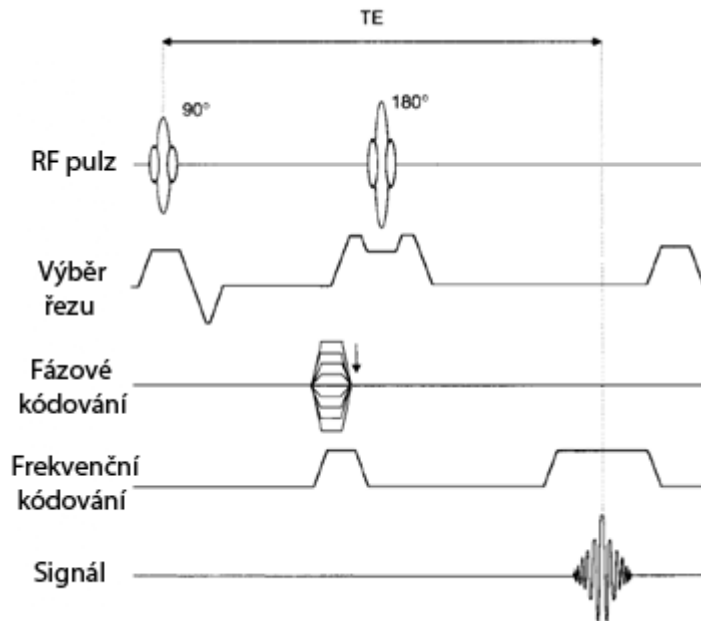 TE
90°
180°
RF pulz
Výběr
řezu
Fázové
kódování
Frekvenční
kódování
Signál